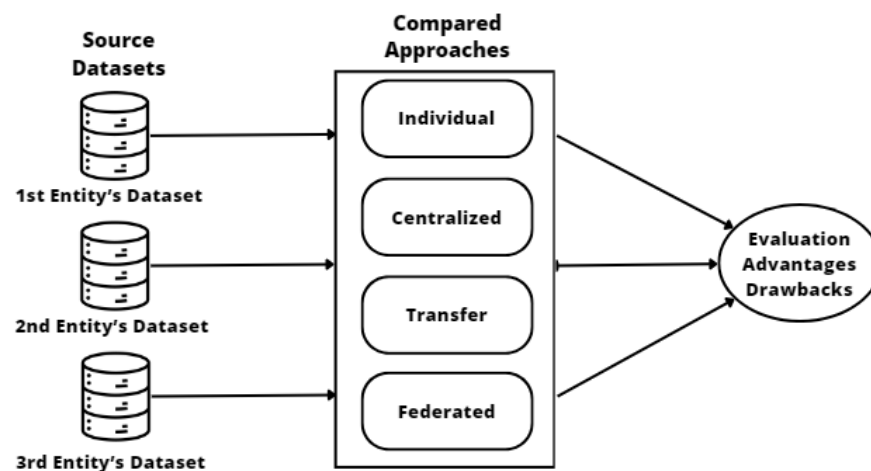 Source
Datasets
1st Entity's Dataset
2nd Entity's Dataset
3rd Entity's Dataset
Compared
Approaches
Individual
Centralized
Transfer
Federated
Evaluation
Advantages
Drawbacks